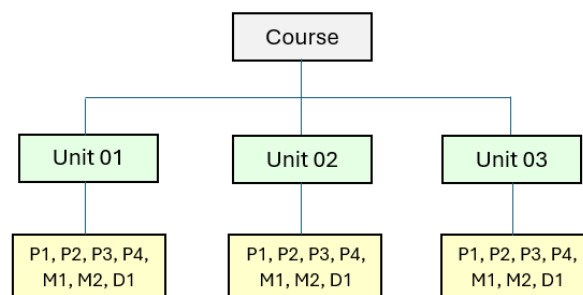 Course
Unit 01
Unit 02
Unit 03
P1, P2, P3, P4,
M1, M2, D1
P1, P2, P3, P4,
M1, M2, D1
P1, P2, P3, P4,
M1, M2, D1